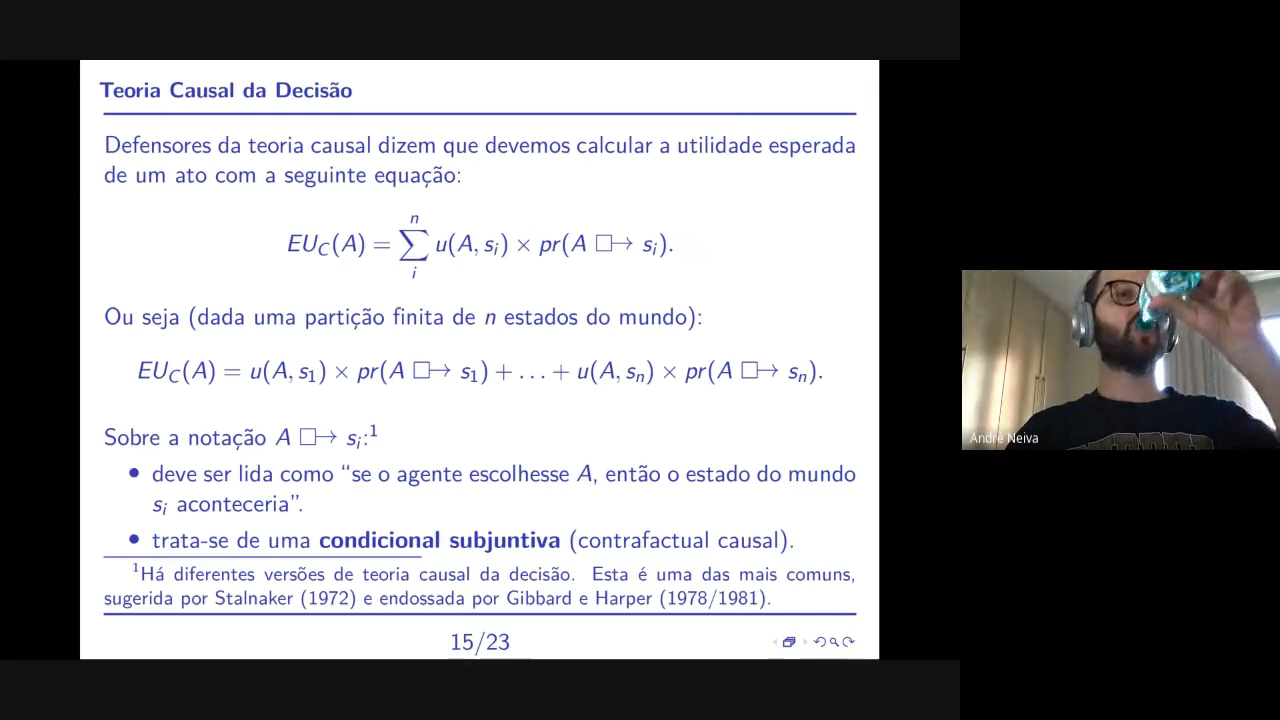 Teoria Causal da Decisão
Defensores da teoria causal dizem que devemos calcular a utilidade esperada
de um ato com a seguinte equação:
EU_C(A) = ∑_i^n u(A, s_i) × pr(A □→ s_i).
Ou seja (dada uma partição finita de n estados do mundo):
EU_C(A) = u(A, s_1) × pr(A □→ s_1) + . . . + u(A, s_n) × pr(A □→ s_n).
Sobre a notação A □→ s_i:¹
• deve ser lida como “se o agente escolhesse A, então o estado do mundo
s_i aconteceria”.
• trata-se de uma condicional subjuntiva (contrafactual causal).
¹Há diferentes versões de teoria causal da decisão. Esta é uma das mais comuns,
sugerida por Stalnaker (1972) e endossada por Gibbard e Harper (1978/1981).
15/23
André Neiva